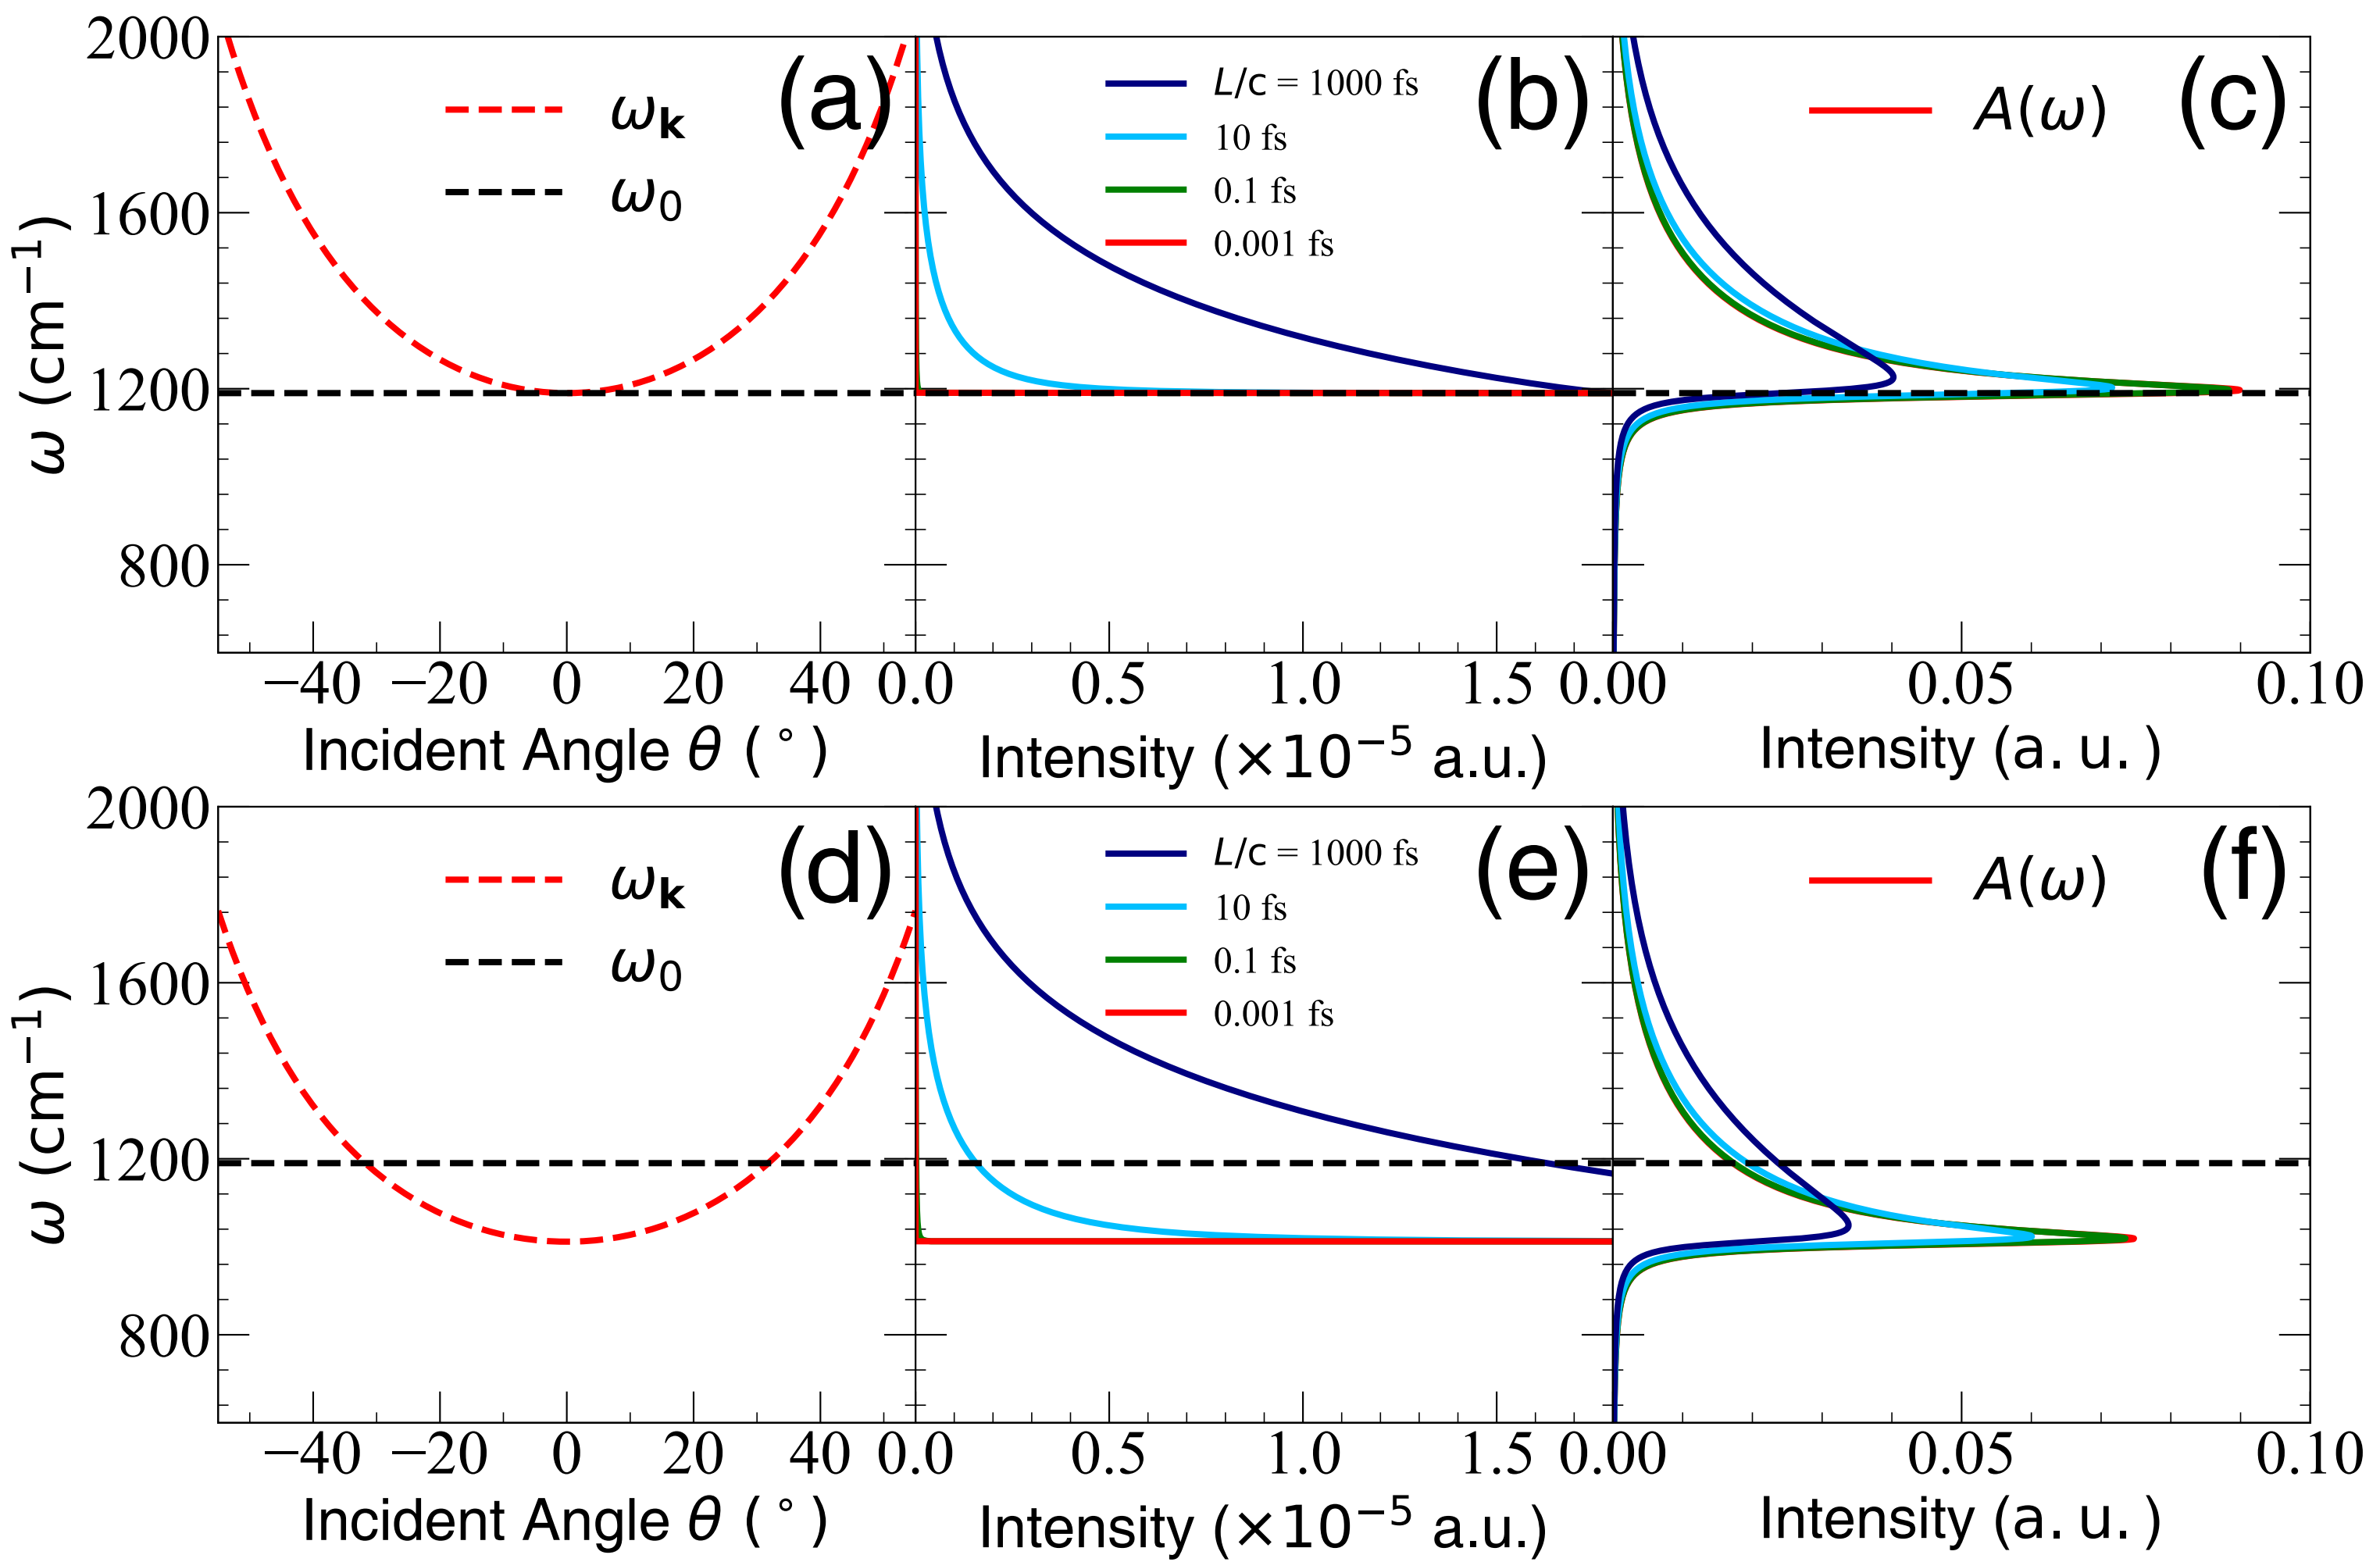 2000
1600
1200
800
ω (cm⁻¹)
(a)
ω_k
ω_0
−40 −20 0 20 40
Incident Angle θ (°)
(b)
L/c = 1000 fs
10 fs
0.1 fs
0.001 fs
0.0 0.5 1.0 1.5
Intensity (×10⁻⁵ a.u.)
(c)
A(ω)
0.00 0.05 0.10
Intensity (a. u.)
2000
1600
1200
800
ω (cm⁻¹)
(d)
ω_k
ω_0
−40 −20 0 20 40
Incident Angle θ (°)
(e)
L/c = 1000 fs
10 fs
0.1 fs
0.001 fs
0.0 0.5 1.0 1.5
Intensity (×10⁻⁵ a.u.)
(f)
A(ω)
0.00 0.05 0.10
Intensity (a. u.)